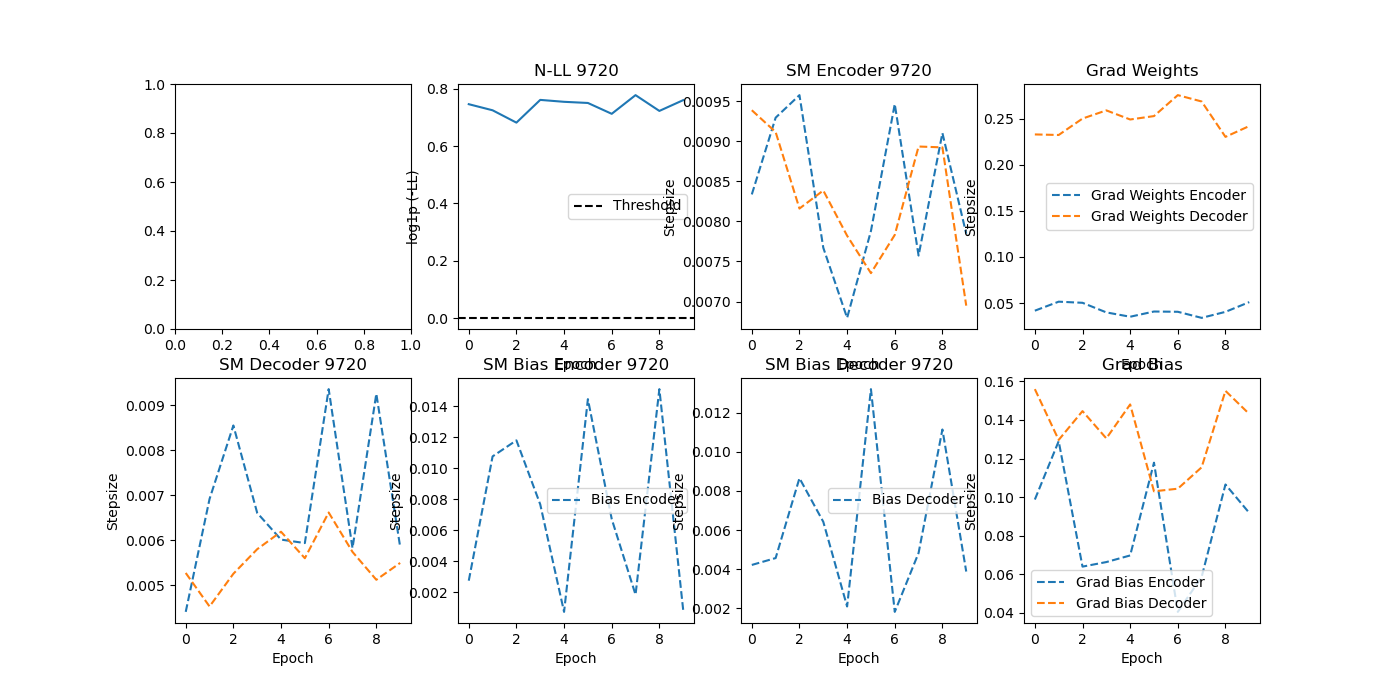 N-LL 9720
SM Encoder 9720
Grad Weights
1.0
0.8
0.6
0.4
0.2
0.0
0.0 0.2 0.4 0.6 0.8 1.0
log1p (-LL)
0.8
0.6
0.4
0.2
0.0
Threshold
0 2 4 6 8
Epoch
Stepsize
0.0095
0.0090
0.0085
0.0080
0.0075
0.0070
0 2 4 6 8
Epoch
Stepsize
0.25
0.20
0.15
0.10
0.05
Grad Weights Encoder
Grad Weights Decoder
0 2 4 6 8
Epoch
SM Decoder 9720
SM Bias Encoder 9720
SM Bias Decoder 9720
Grad Bias
Stepsize
0.009
0.008
0.007
0.006
0.005
0 2 4 6 8
Epoch
Stepsize
0.014
0.012
0.010
0.008
0.006
0.004
0.002
Bias Encoder
0 2 4 6 8
Epoch
Stepsize
0.012
0.010
0.008
0.006
0.004
0.002
Bias Decoder
0 2 4 6 8
Epoch
Stepsize
0.16
0.14
0.12
0.10
0.08
0.06
0.04
Grad Bias Encoder
Grad Bias Decoder
0 2 4 6 8
Epoch